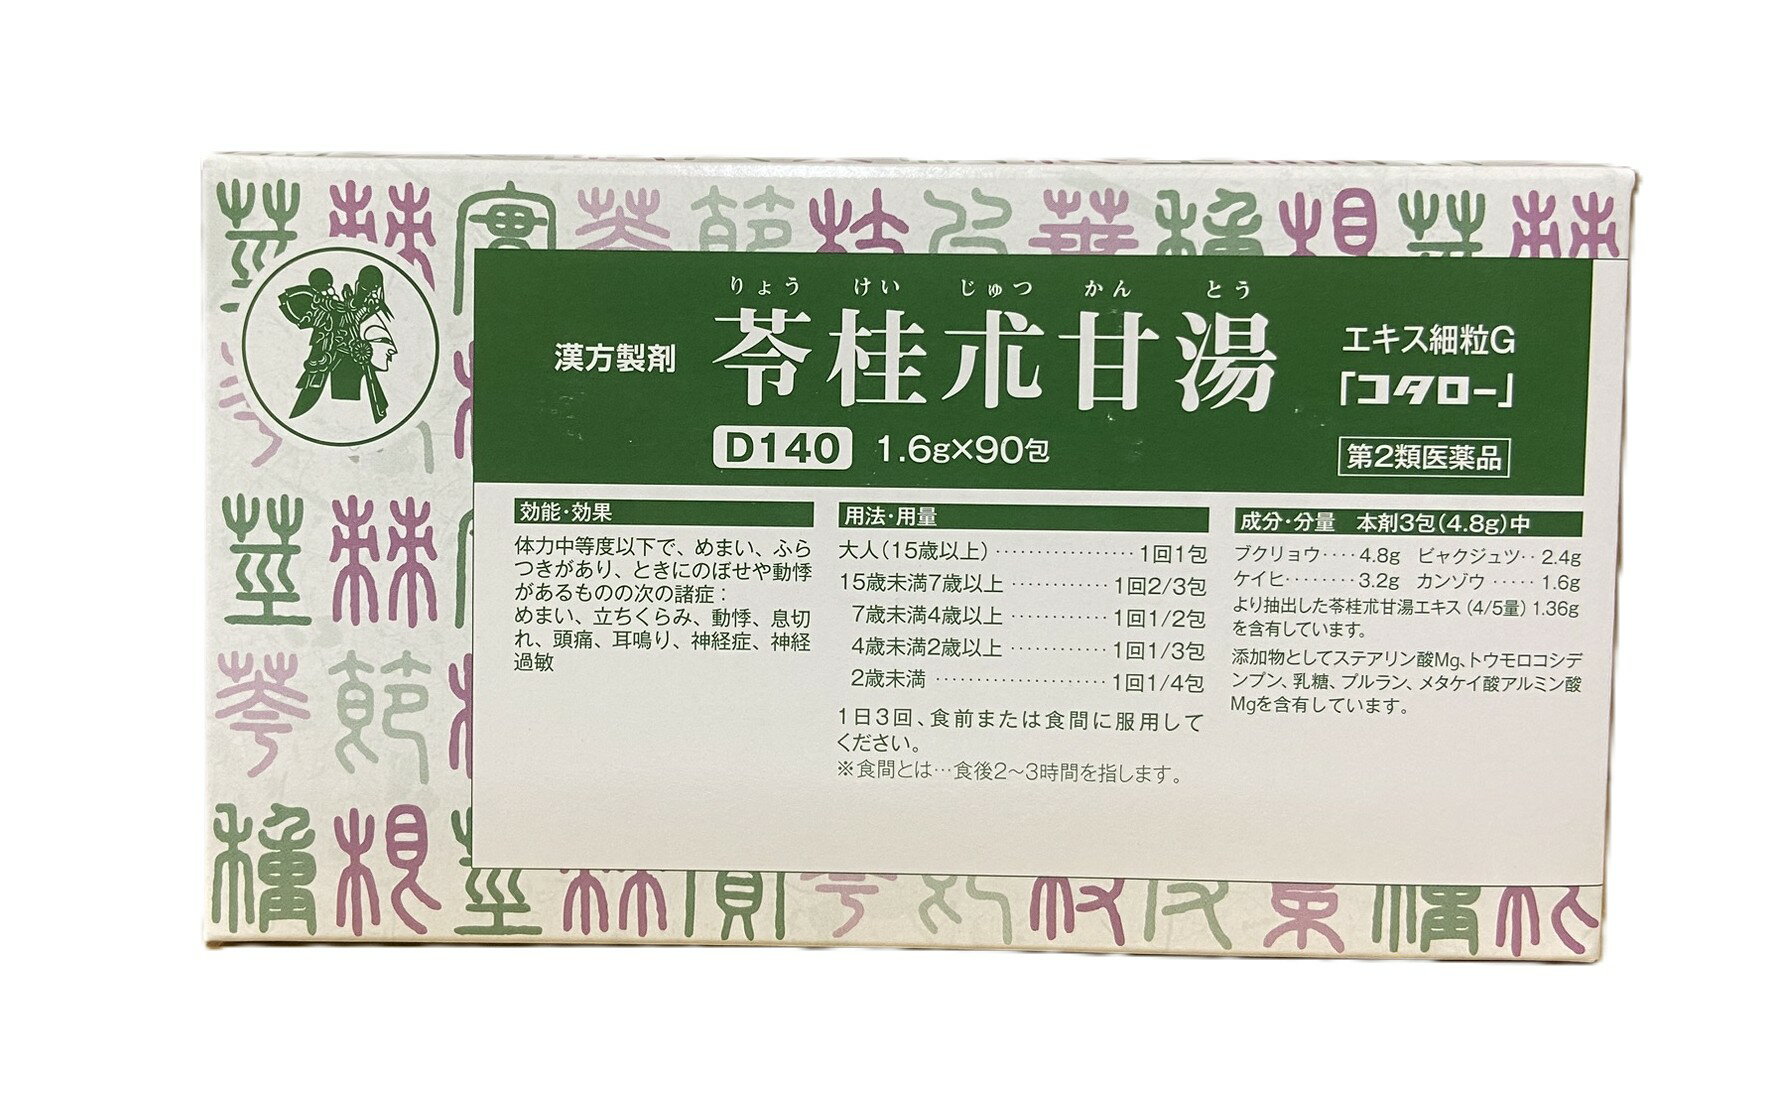 りょう けい じゅつ かん とう
漢方製剤 苓桂朮甘湯 エキス細粒G
「コタロー」
D140 1.6g×90包
第2類医薬品
効能・効果
体力中等度以下で、めまい、ふら
つきがあり、ときにのぼせや動悸
があるものの次の諸症：
めまい、立ちくらみ、動悸、息切
れ、頭痛、耳鳴り、神経症、神経
過敏
用法・用量
大人（15歳以上）……………… 1回1包
15歳未満7歳以上 ………… 1回2/3包
7歳未満4歳以上 ………… 1回1/2包
4歳未満2歳以上 ………… 1回1/3包
2歳未満 ………………… 1回1/4包
1日3回、食前または食間に服用して
ください。
※食間とは…食後2～3時間を指します。
成分・分量 本剤3包（4.8g）中
ブクリョウ‥‥4.8g ビャクジュツ‥2.4g
ケイヒ………3.2g カンゾウ ‥‥‥1.6g
より抽出した苓桂朮甘湯エキス（4/5量）1.36g
を含有しています。
添加物としてステアリン酸Mg、トウモロコシデ
ンプン、乳糖、プルラン、メタケイ酸アルミン酸
Mgを含有しています。